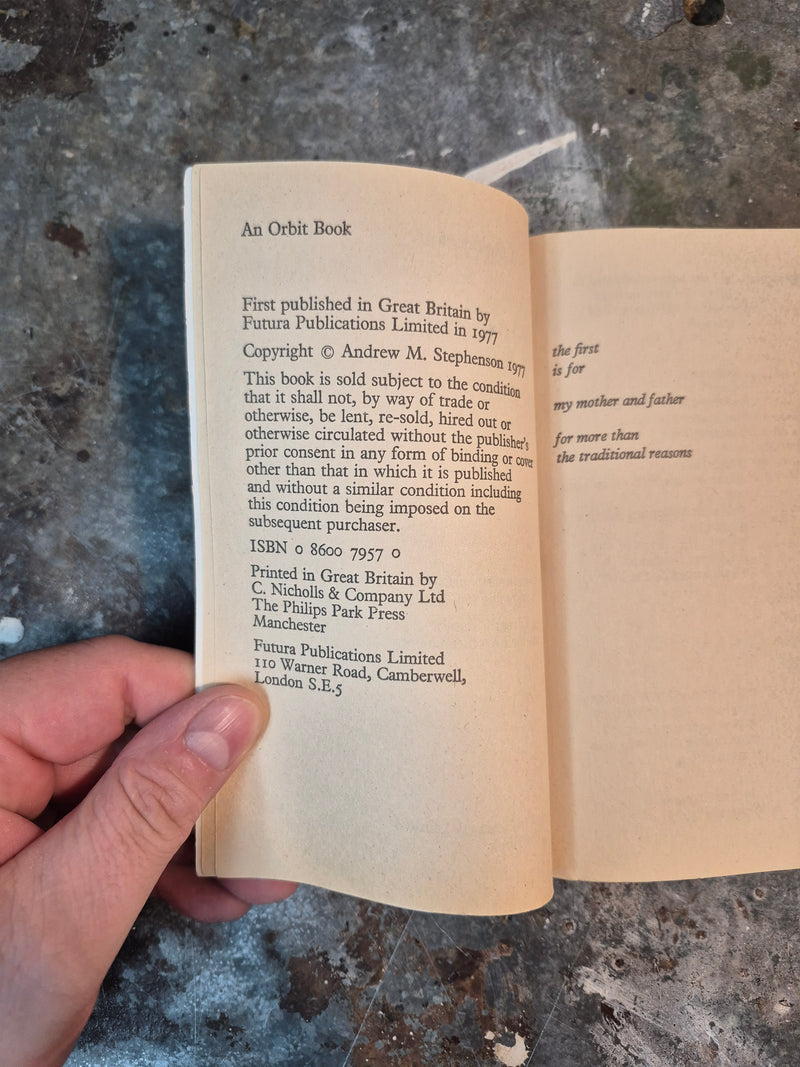 An Orbit Book
First published in Great Britain by
Futura Publications Limited in 1977
Copyright © Andrew M. Stephenson 1977
This book is sold subject to the condition
that it shall not, by way of trade or
otherwise, be lent, re-sold, hired out or
otherwise circulated without the publisher's
prior consent in any form of binding or cover
other than that in which it is published
and without a similar condition including
this condition being imposed on the
subsequent purchaser.
ISBN 0 8600 7957 0
Printed in Great Britain by
C. Nicholls & Company Ltd
The Philips Park Press
Manchester
Futura Publications Limited
110 Warner Road, Camberwell,
London S.E.5
the first
is for
my mother and father
for more than
the traditional reasons